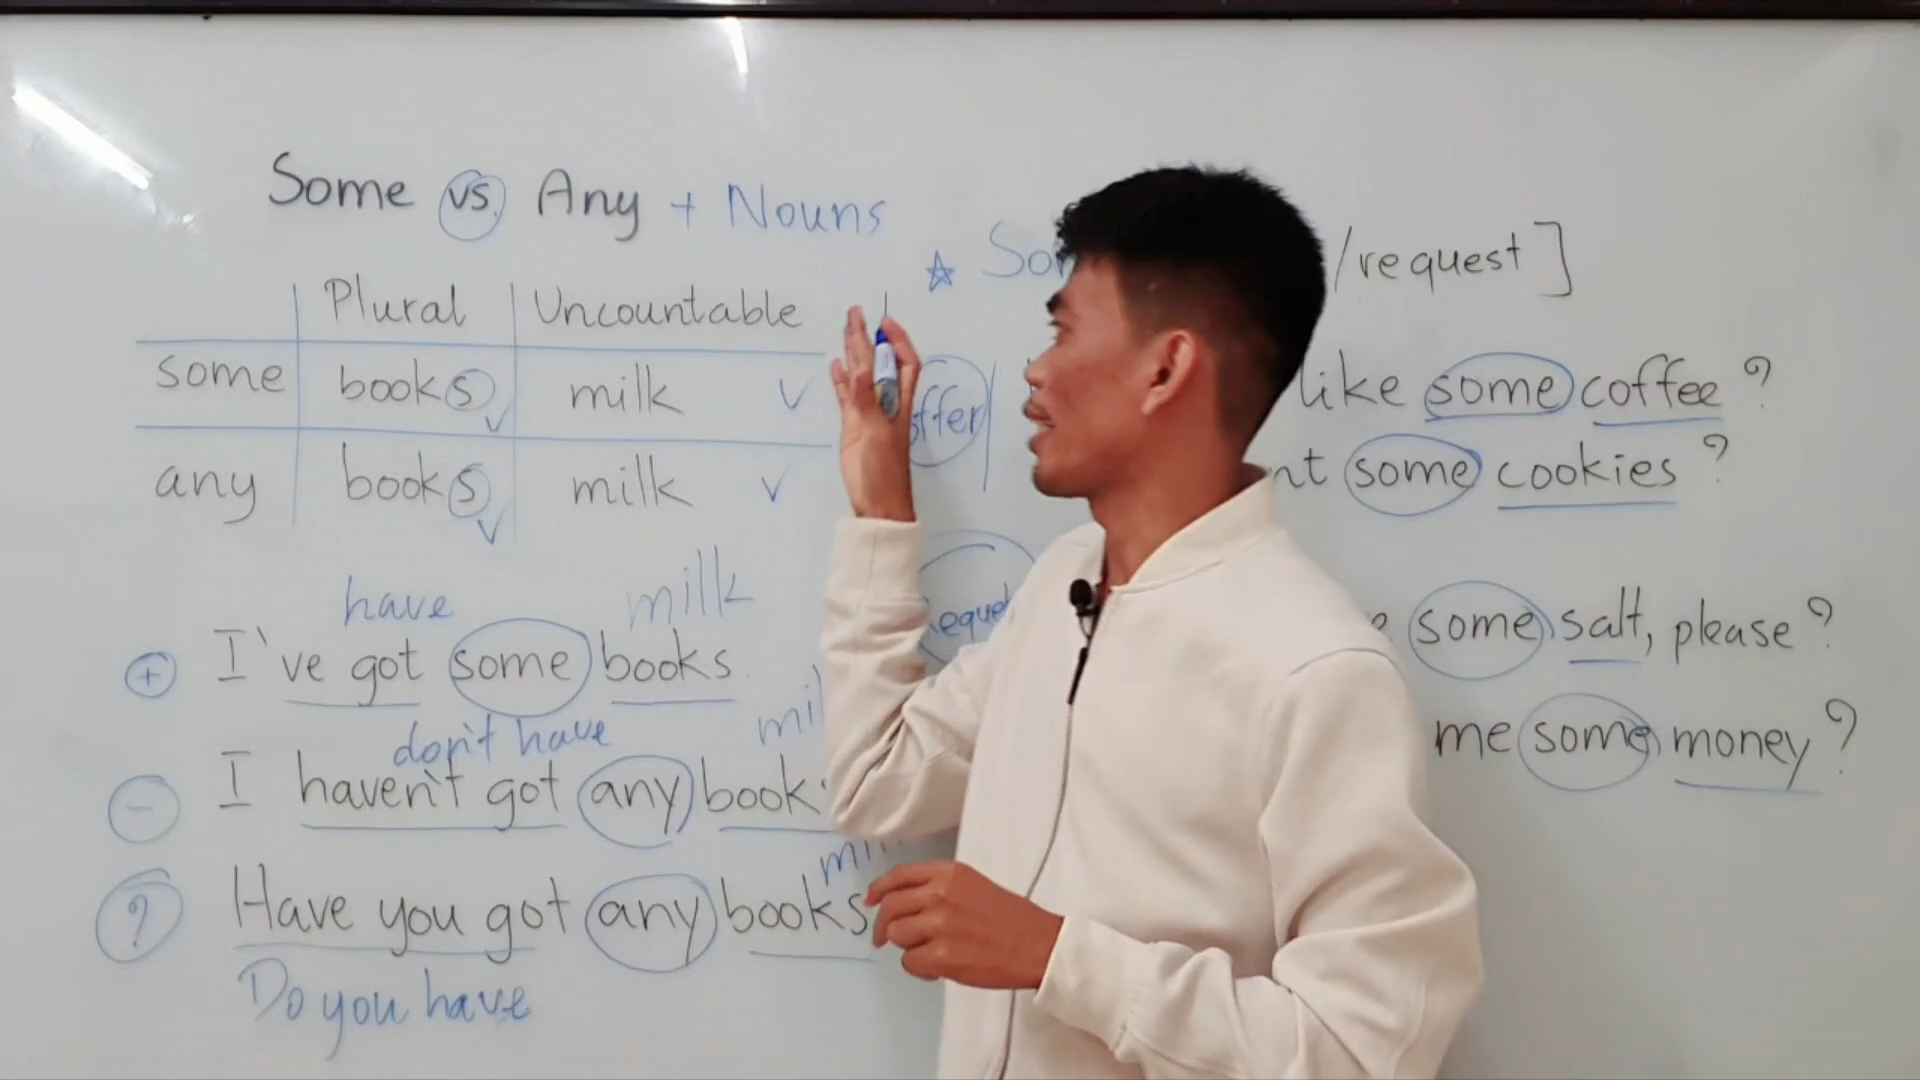 Some vs. Any + Nouns
Plural Uncountable
some books milk
any books milk
have milk
+ I've got some books
don't have
- I haven't got any book
? Have you got any books
Do you have
/request]
like some coffee?
some cookies?
some salt, please?
me some money?